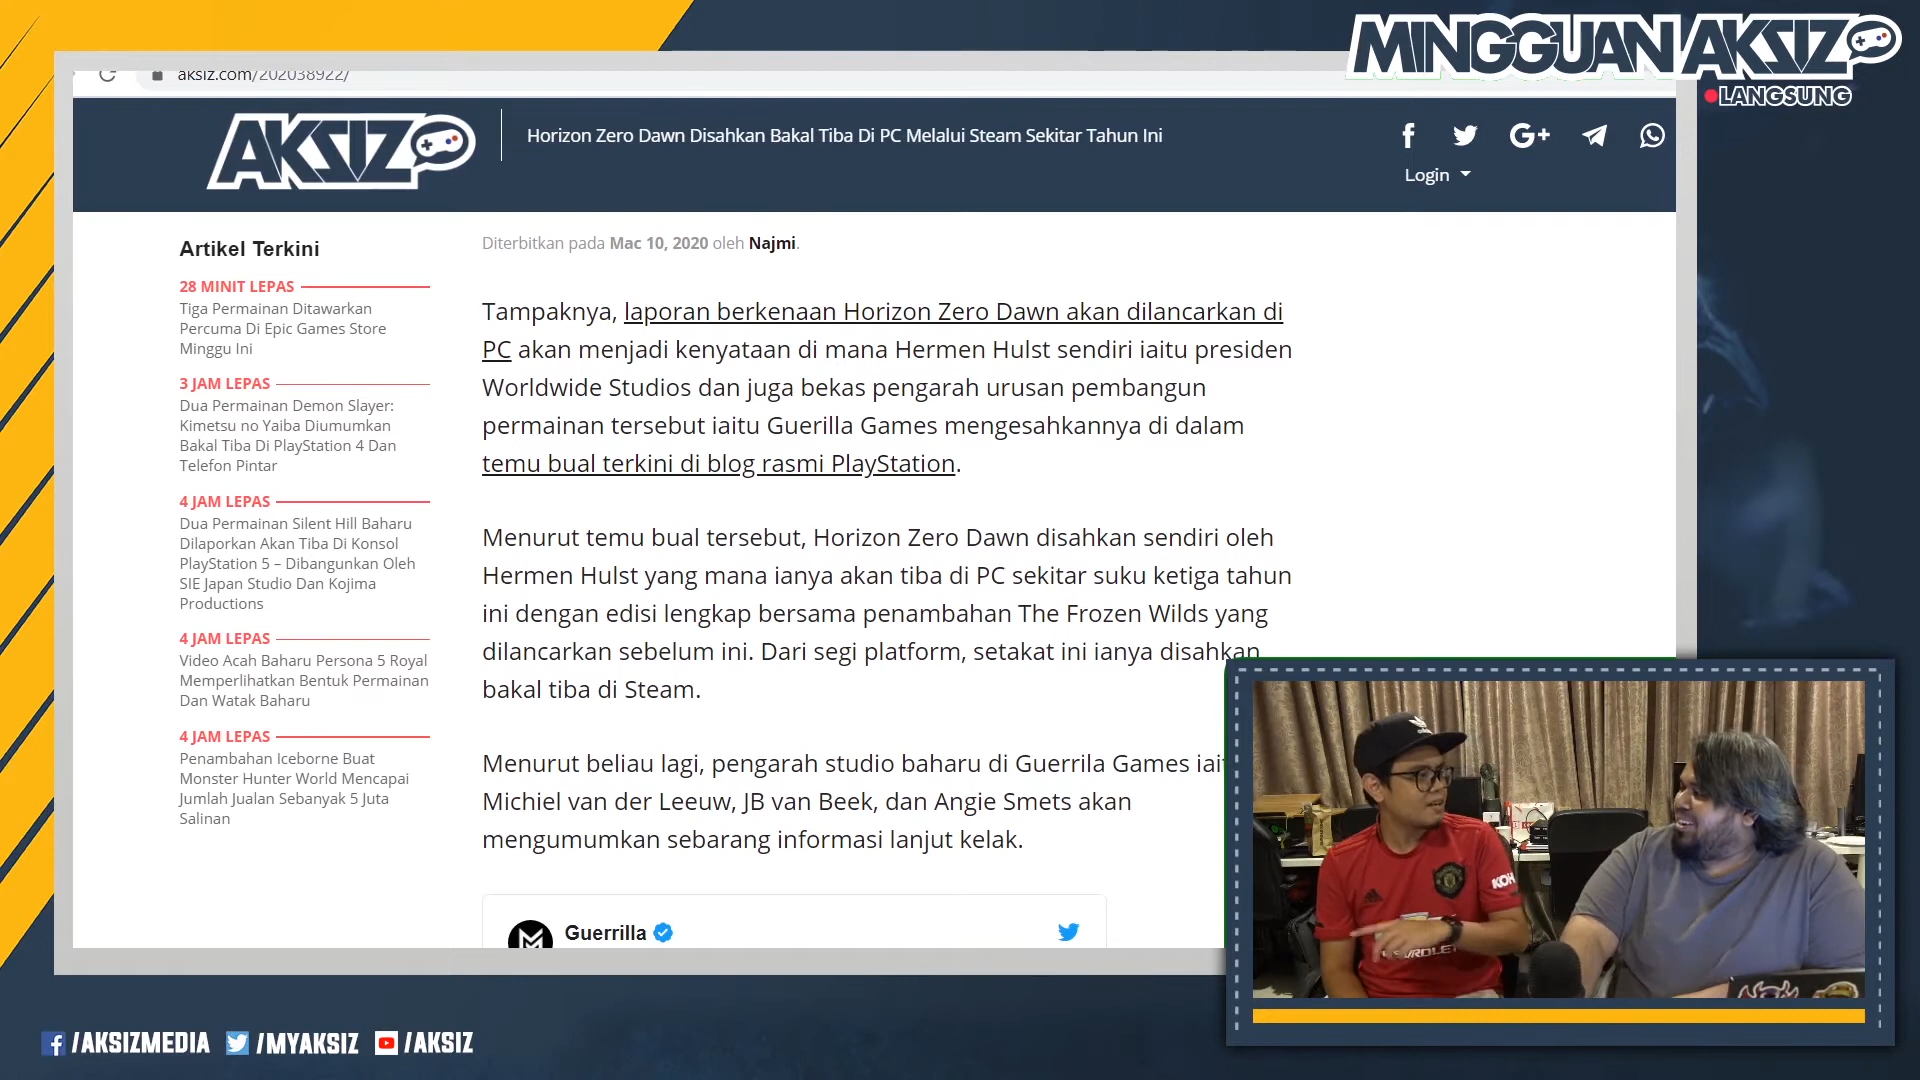 MINGGUAN AKSIZ
LANGSUNG
aksiz.com/202038922/
AKSIZ
Horizon Zero Dawn Disahkan Bakal Tiba Di PC Melalui Steam Sekitar Tahun Ini
Login
Artikel Terkini
28 MINIT LEPAS
Tiga Permainan Ditawarkan
Percuma Di Epic Games Store
Minggu Ini
3 JAM LEPAS
Dua Permainan Demon Slayer:
Kimetsu no Yaiba Diumumkan
Bakal Tiba Di PlayStation 4 Dan
Telefon Pintar
4 JAM LEPAS
Dua Permainan Silent Hill Baharu
Dilaporkan Akan Tiba Di Konsol
PlayStation 5 – Dibangunkan Oleh
SIE Japan Studio Dan Kojima
Productions
4 JAM LEPAS
Video Acah Baharu Persona 5 Royal
Memperlihatkan Bentuk Permainan
Dan Watak Baharu
4 JAM LEPAS
Penambahan Iceborne Buat
Monster Hunter World Mencapai
Jumlah Jualan Sebanyak 5 Juta
Salinan
Diterbitkan pada Mac 10, 2020 oleh Najmi.
Tampaknya, laporan berkenaan Horizon Zero Dawn akan dilancarkan di
PC akan menjadi kenyataan di mana Hermen Hulst sendiri iaitu presiden
Worldwide Studios dan juga bekas pengarah urusan pembangun
permainan tersebut iaitu Guerilla Games mengesahkannya di dalam
temu bual terkini di blog rasmi PlayStation.
Menurut temu bual tersebut, Horizon Zero Dawn disahkan sendiri oleh
Hermen Hulst yang mana ianya akan tiba di PC sekitar suku ketiga tahun
ini dengan edisi lengkap bersama penambahan The Frozen Wilds yang
dilancarkan sebelum ini. Dari segi platform, setakat ini ianya disahkan
bakal tiba di Steam.
Menurut beliau lagi, pengarah studio baharu di Guerrila Games
Michiel van der Leeuw, JB van Beek, dan Angie Smets akan
mengumumkan sebarang informasi lanjut kelak.
Guerrilla
/AKSIZMEDIA /MYAKSIZ /AKSIZ